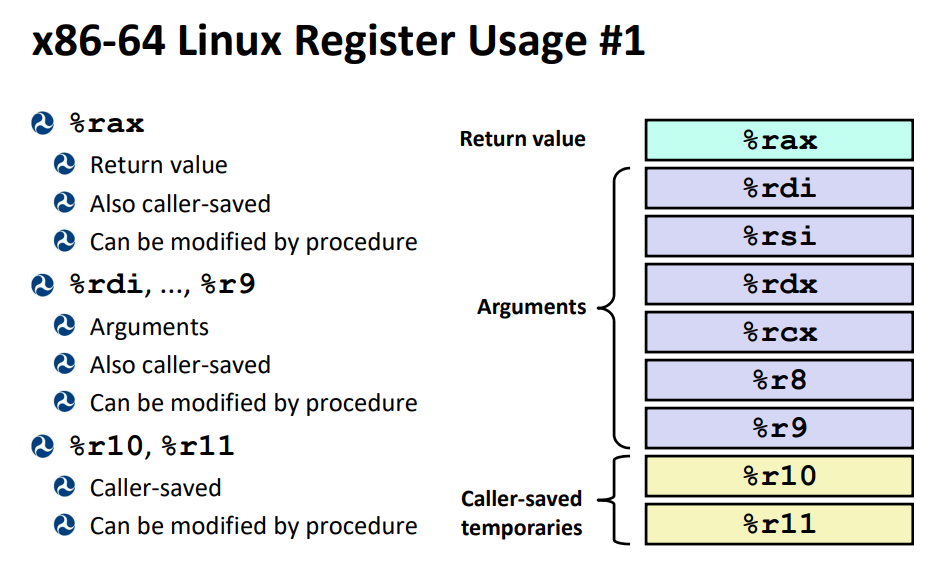 x86-64 Linux Register Usage #1
%rax
Return value
Also caller-saved
Can be modified by procedure
%rdi, ..., %r9
Arguments
Also caller-saved
Can be modified by procedure
%r10, %r11
Caller-saved
Can be modified by procedure
Return value
%rax
Arguments
%rdi
%rsi
%rdx
%rcx
%r8
%r9
Caller-saved
temporaries
%r10
%r11